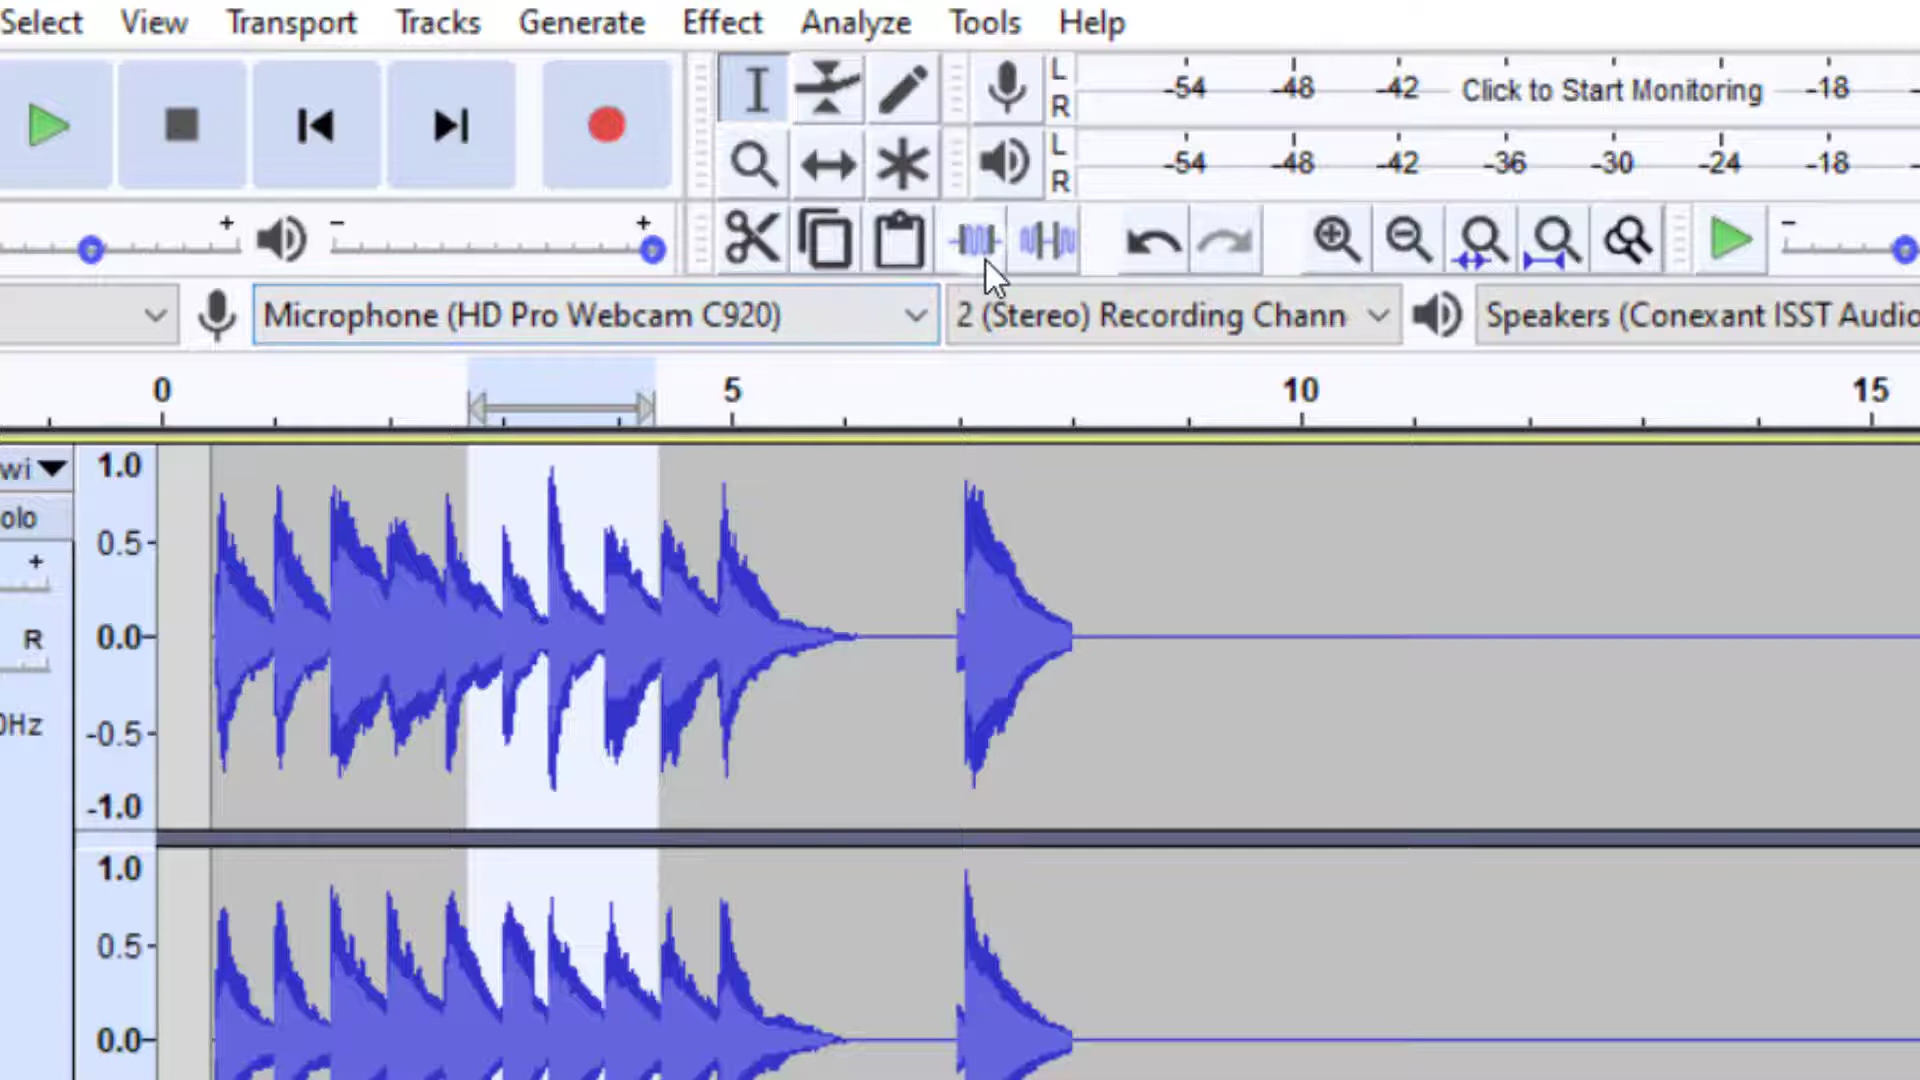 Select View Transport Tracks Generate Effect Analyze Tools Help
L
R
-54 -48 -42 Click to Start Monitoring -18
L
R
-54 -48 -42 -36 -30 -24 -18
+ - + -
Microphone (HD Pro Webcam C920) 2 (Stereo) Recording Chann Speakers (Conexant ISST Audio
0 5 10 15
wi 1.0
olo
0.5
+
R 0.0
0Hz -0.5
-1.0
1.0
0.5
0.0